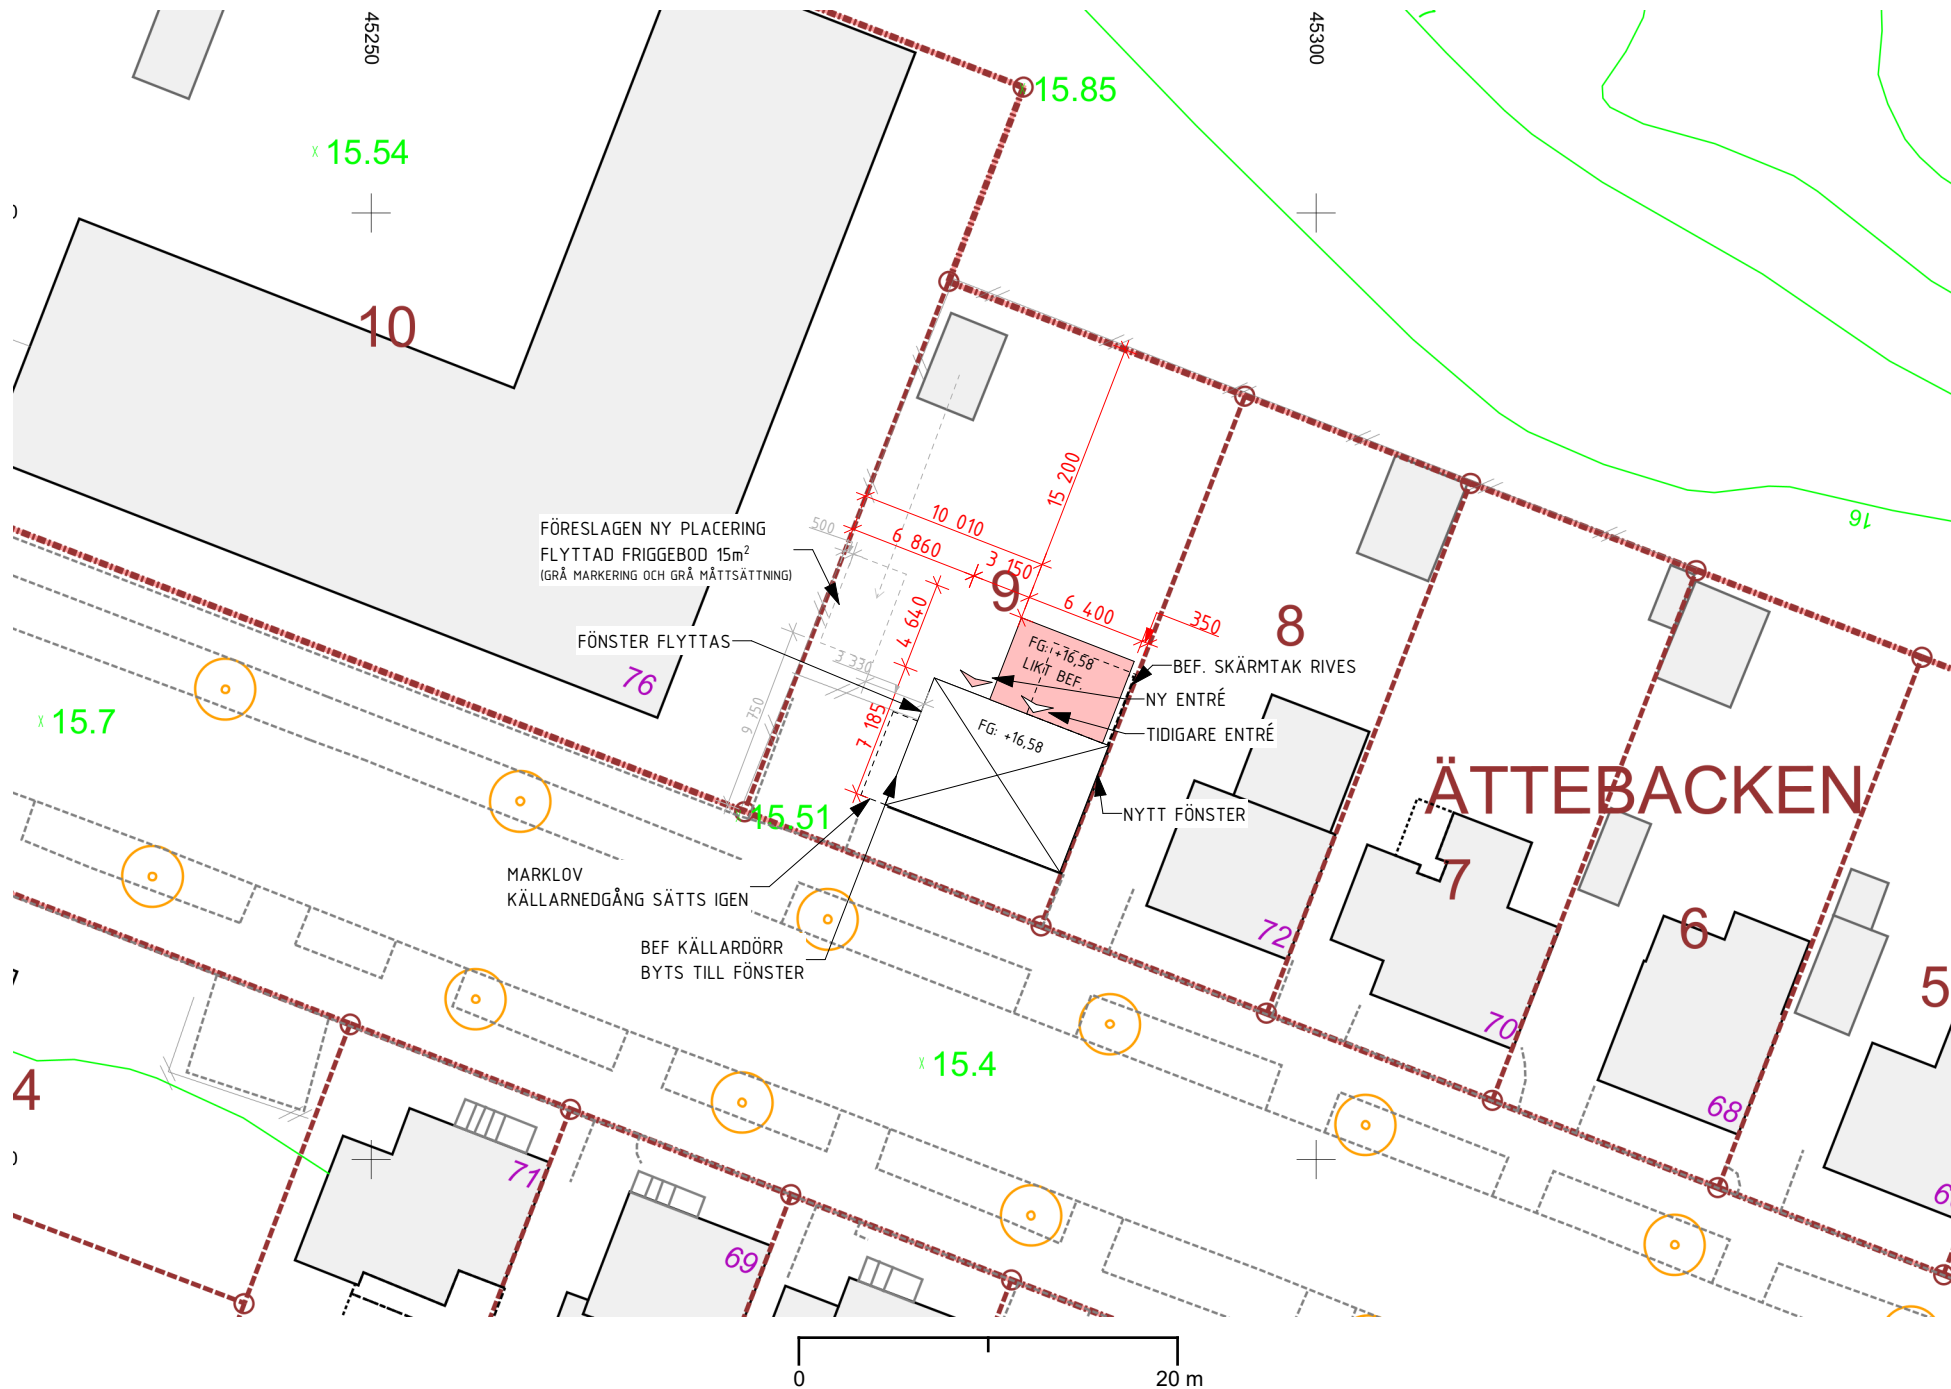 45250
45300
15.85
15.54
10
16
500
10 010
6 860
3 150
15 200
FÖRESLAGEN NY PLACERING
FLYTTAD FRIGGEBOD 15m²
(GRÅ MARKERING OCH GRÅ MÅTTSÄTTNING)
9
6 400
350
8
4 640
FÖNSTER FLYTTAS
3 330
FG: +16,58
LIKT BEF.
BEF. SKÄRMTAK RIVES
NY ENTRÉ
76
15.7
9 750
7 185
FG: +16,58
TIDIGARE ENTRÉ
ÄTTEBACKEN
15.51
NYTT FÖNSTER
MARKLOV
KÄLLARNEDGÅNG SÄTTS IGEN
7
BEF KÄLLARDÖRR
BYTS TILL FÖNSTER
72
6
5
70
15.4
4
68
71
69
0
20 m